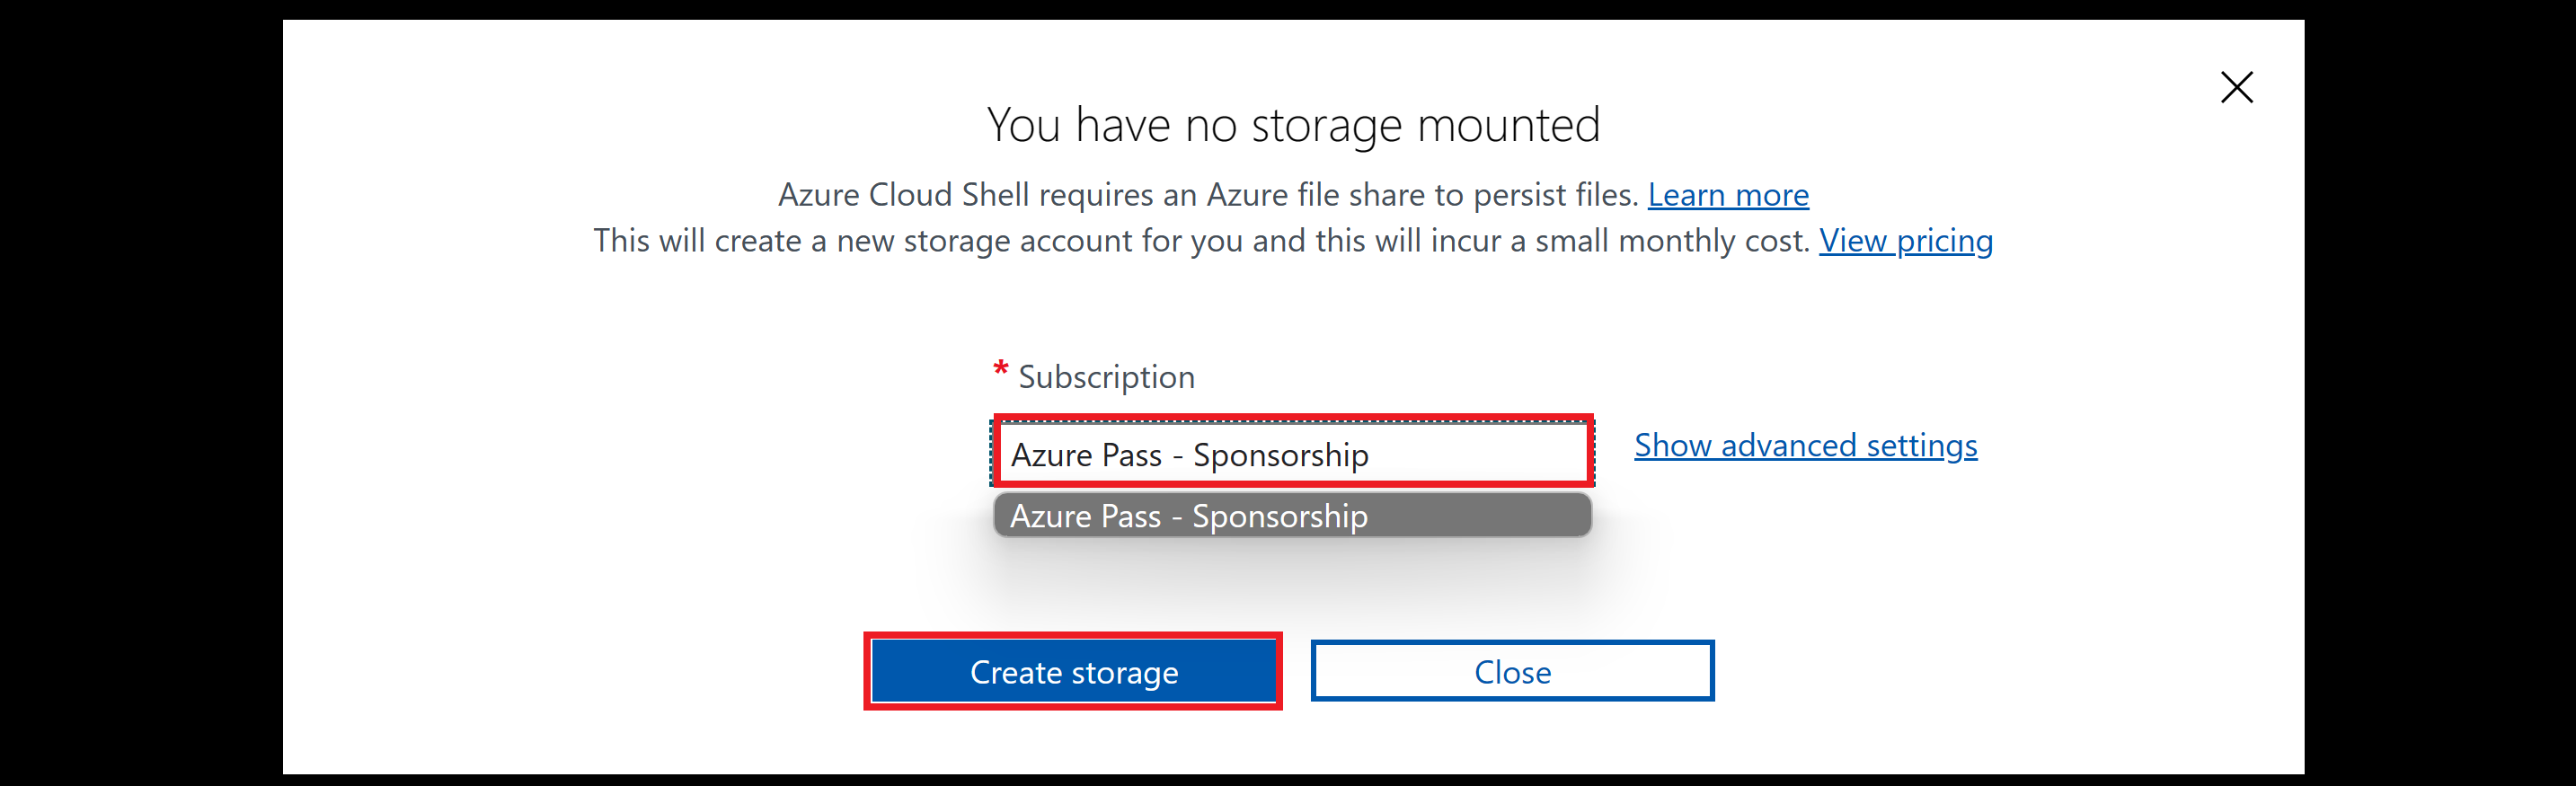 You have no storage mounted
Azure Cloud Shell requires an Azure file share to persist files. Learn more
This will create a new storage account for you and this will incur a small monthly cost. View pricing
* Subscription
Azure Pass - Sponsorship
Show advanced settings
Azure Pass - Sponsorship
Create storage
Close